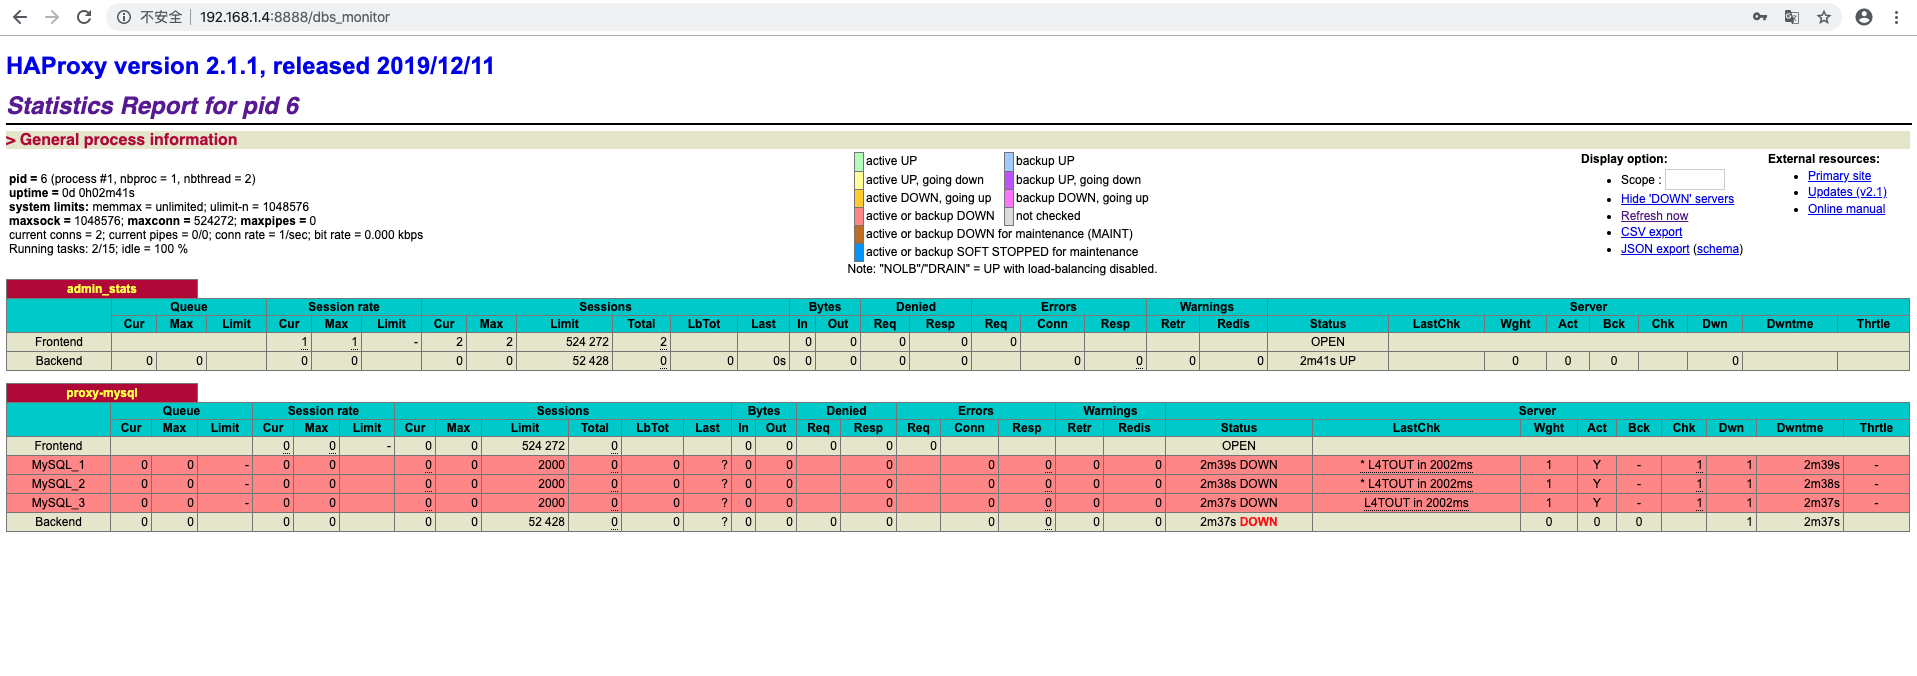 不安全 192.168.1.4:8888/dbs_monitor
HAProxy version 2.1.1, released 2019/12/11
Statistics Report for pid 6
> General process information
pid = 6 (process #1, nbproc = 1, nbthread = 2)
uptime = 0d 0h02m41s
system limits: memmax = unlimited; ulimit-n = 1048576
maxsock = 1048576; maxconn = 524272; maxpipes = 0
current conns = 2; current pipes = 0/0; conn rate = 1/sec; bit rate = 0.000 kbps
Running tasks: 2/15; idle = 100 %
active UP backup UP
active UP, going down backup UP, going down
active DOWN, going up backup DOWN, going up
active or backup DOWN not checked
active or backup DOWN for maintenance (MAINT)
active or backup SOFT STOPPED for maintenance
Note: "NOLB"/"DRAIN" = UP with load-balancing disabled.
Display option:
Scope :
Hide 'DOWN' servers
Refresh now
CSV export
JSON export (schema)
External resources:
Primary site
Updates (v2.1)
Online manual
admin_stats
Queue Session rate Sessions Bytes Denied Errors Warnings Server
Cur Max Limit Cur Max Limit Cur Max Limit Total LbTot Last In Out Req Resp Req Conn Resp Retr Redis Status LastChk Wght Act Bck Chk Dwn Dwntme Thrtle
Frontend 1 1 - 2 2 524 272 2 0 0 0 0 0 OPEN
Backend 0 0 0 0 0 0 52 428 0 0 0s 0 0 0 0 0 0 0 0 2m41s UP 0 0 0 0
proxy-mysql
Queue Session rate Sessions Bytes Denied Errors Warnings Server
Cur Max Limit Cur Max Limit Cur Max Limit Total LbTot Last In Out Req Resp Req Conn Resp Retr Redis Status LastChk Wght Act Bck Chk Dwn Dwntme Thrtle
Frontend 0 0 - 0 0 524 272 0 0 0 0 0 0 OPEN
MySQL_1 0 0 - 0 0 0 0 2000 0 0 ? 0 0 0 0 0 0 0 2m39s DOWN * L4TOUT in 2002ms 1 Y - 1 1 2m39s -
MySQL_2 0 0 - 0 0 0 0 2000 0 0 ? 0 0 0 0 0 0 0 2m38s DOWN * L4TOUT in 2002ms 1 Y - 1 1 2m38s -
MySQL_3 0 0 - 0 0 0 0 2000 0 0 ? 0 0 0 0 0 0 0 2m37s DOWN L4TOUT in 2002ms 1 Y - 1 1 2m37s -
Backend 0 0 0 0 0 0 52 428 0 0 ? 0 0 0 0 0 0 0 0 2m37s DOWN 0 0 0 1 2m37s